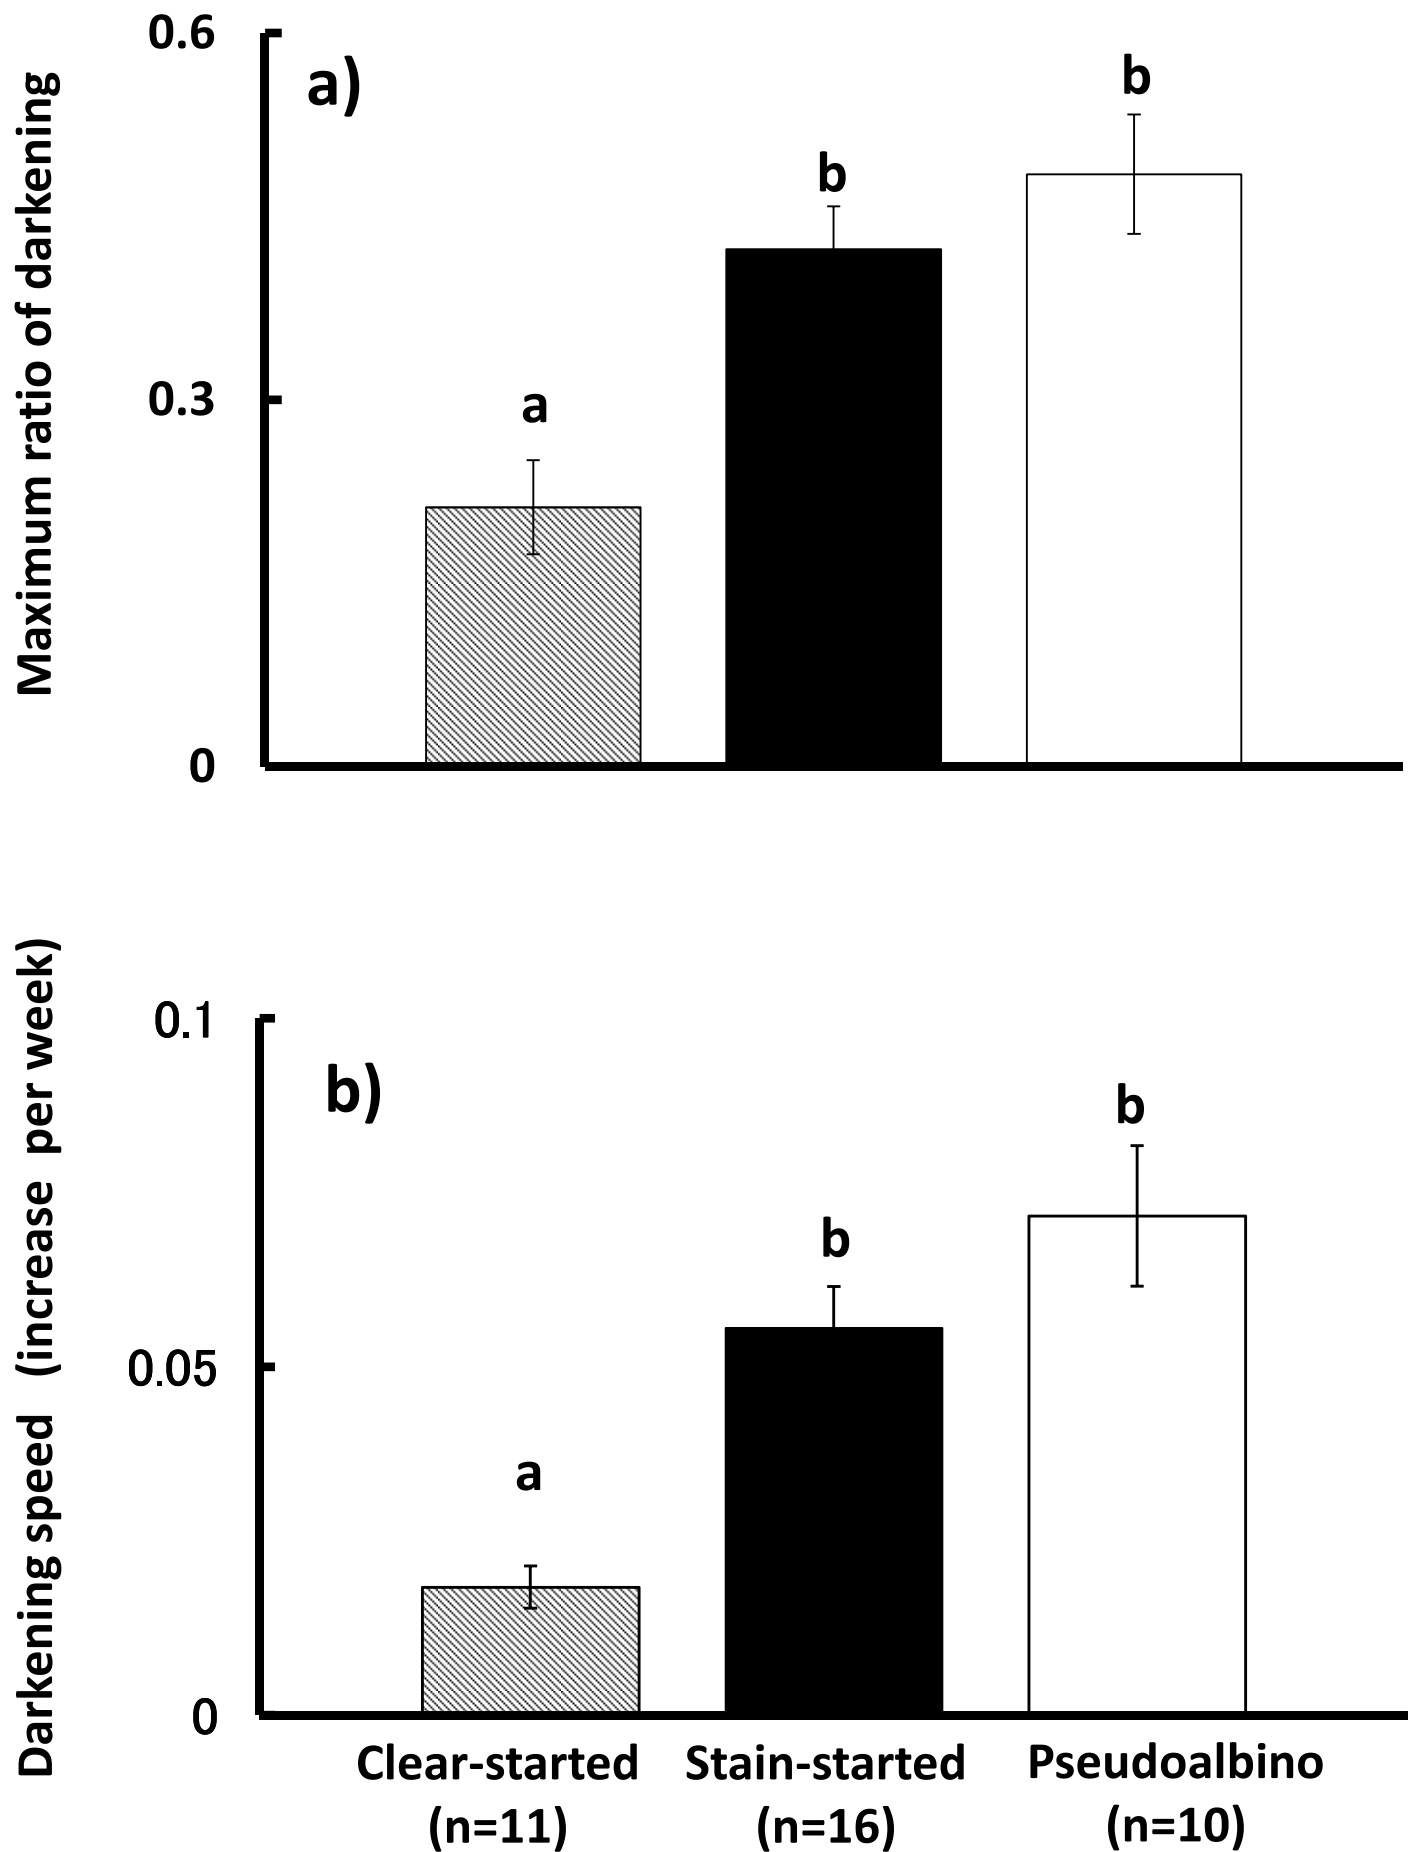 Maximum ratio of darkening
0.6
0.3
0
a)
a
b
b
Darkening speed (increase per week)
0.1
0.05
0
b)
a
b
b
Clear-started Stain-started Pseudoalbino
(n=11) (n=16) (n=10)